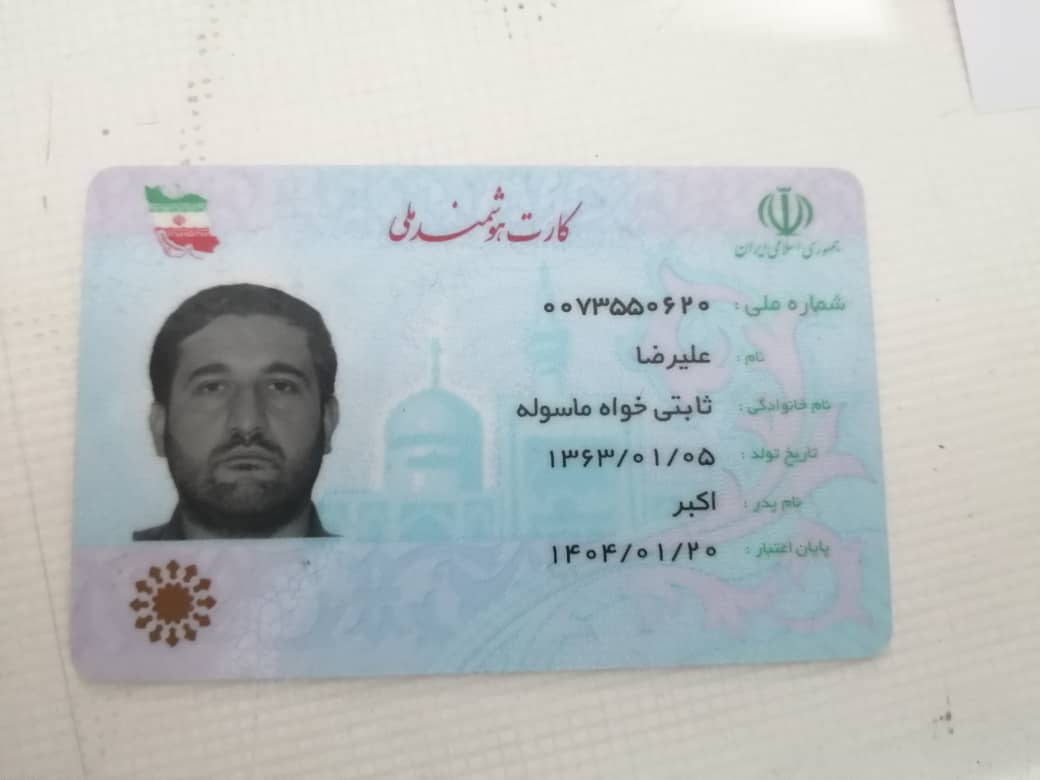 کارت هوشمند ملی
جمهوری اسلامی ایران
شماره ملی: ۰۰۷۳۵۵۰۶۲۰
نام: علیرضا
نام خانوادگی: ثابتی خواه ماسوله
تاریخ تولد: ۱۳۶۳/۰۱/۰۵
نام پدر: اکبر
پایان اعتبار: ۱۴۰۴/۰۱/۲۰